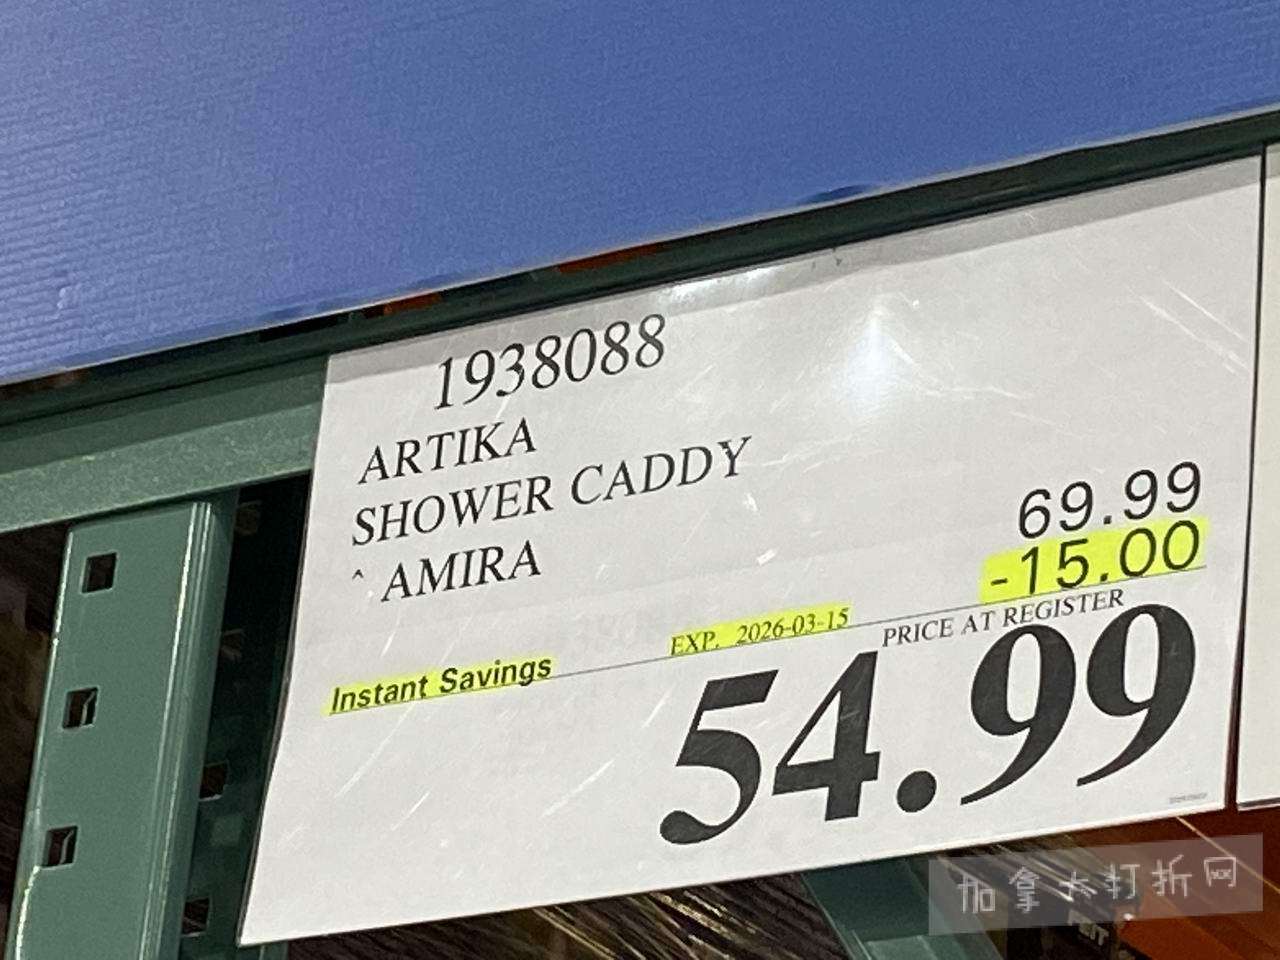 1938088
ARTIKA
SHOWER CADDY
^ AMIRA
69.99
-15.00
EXP. 2026-03-15
PRICE AT REGISTER
Instant Savings
54.99
加拿大打折网